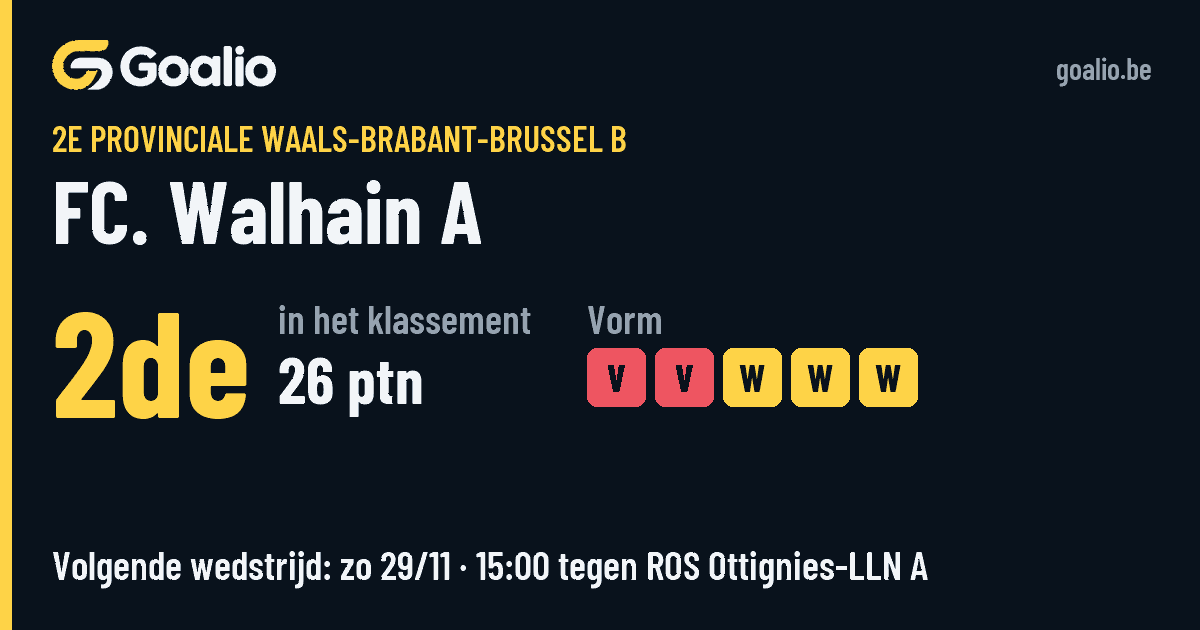 Goalio
goalio.be
2E PROVINCIALE WAALS-BRABANT-BRUSSEL B
FC. Walhain A
2de
in het klassement
26 ptn
Vorm
V V W W W
Volgende wedstrijd: zo 29/11 · 15:00 tegen ROS Ottignies-LLN A